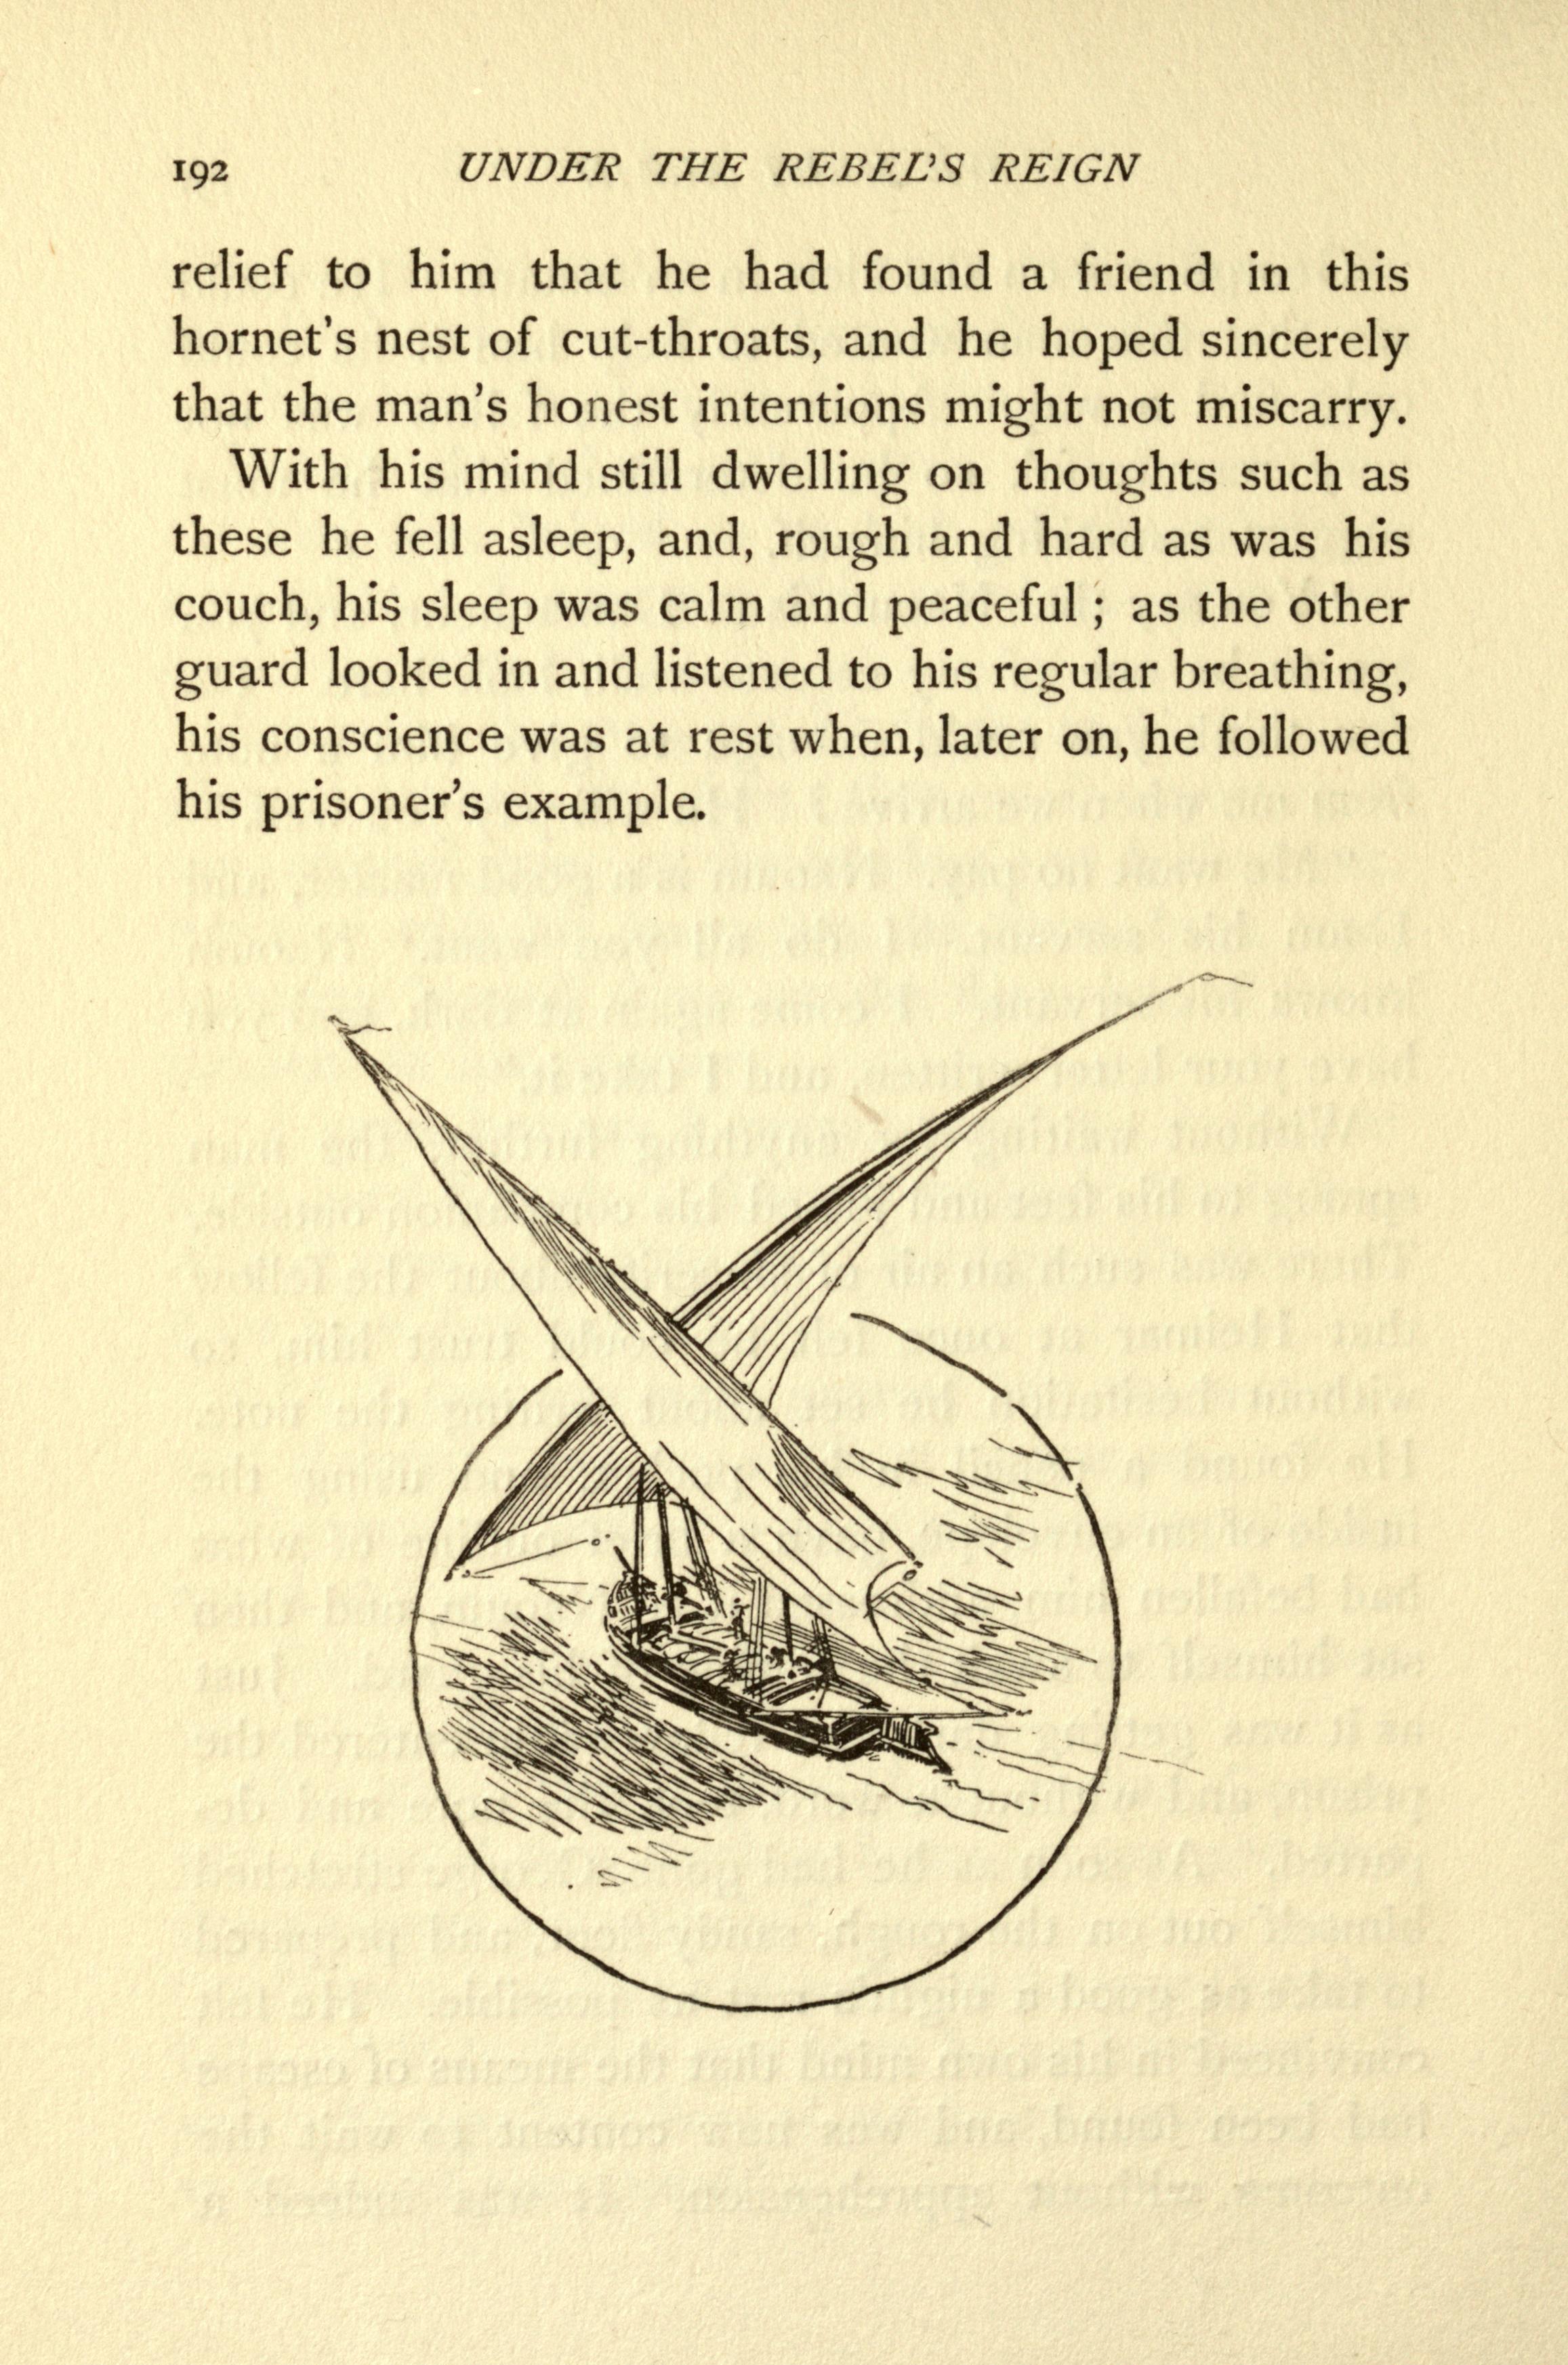 192 UNDER THE REBEL'S REIGN
relief to him that he had found a friend in this
hornet's nest of cut-throats, and he hoped sincerely
that the man's honest intentions might not miscarry.
With his mind still dwelling on thoughts such as
these he fell asleep, and, rough and hard as was his
couch, his sleep was calm and peaceful ; as the other
guard looked in and listened to his regular breathing,
his conscience was at rest when, later on, he followed
his prisoner's example.